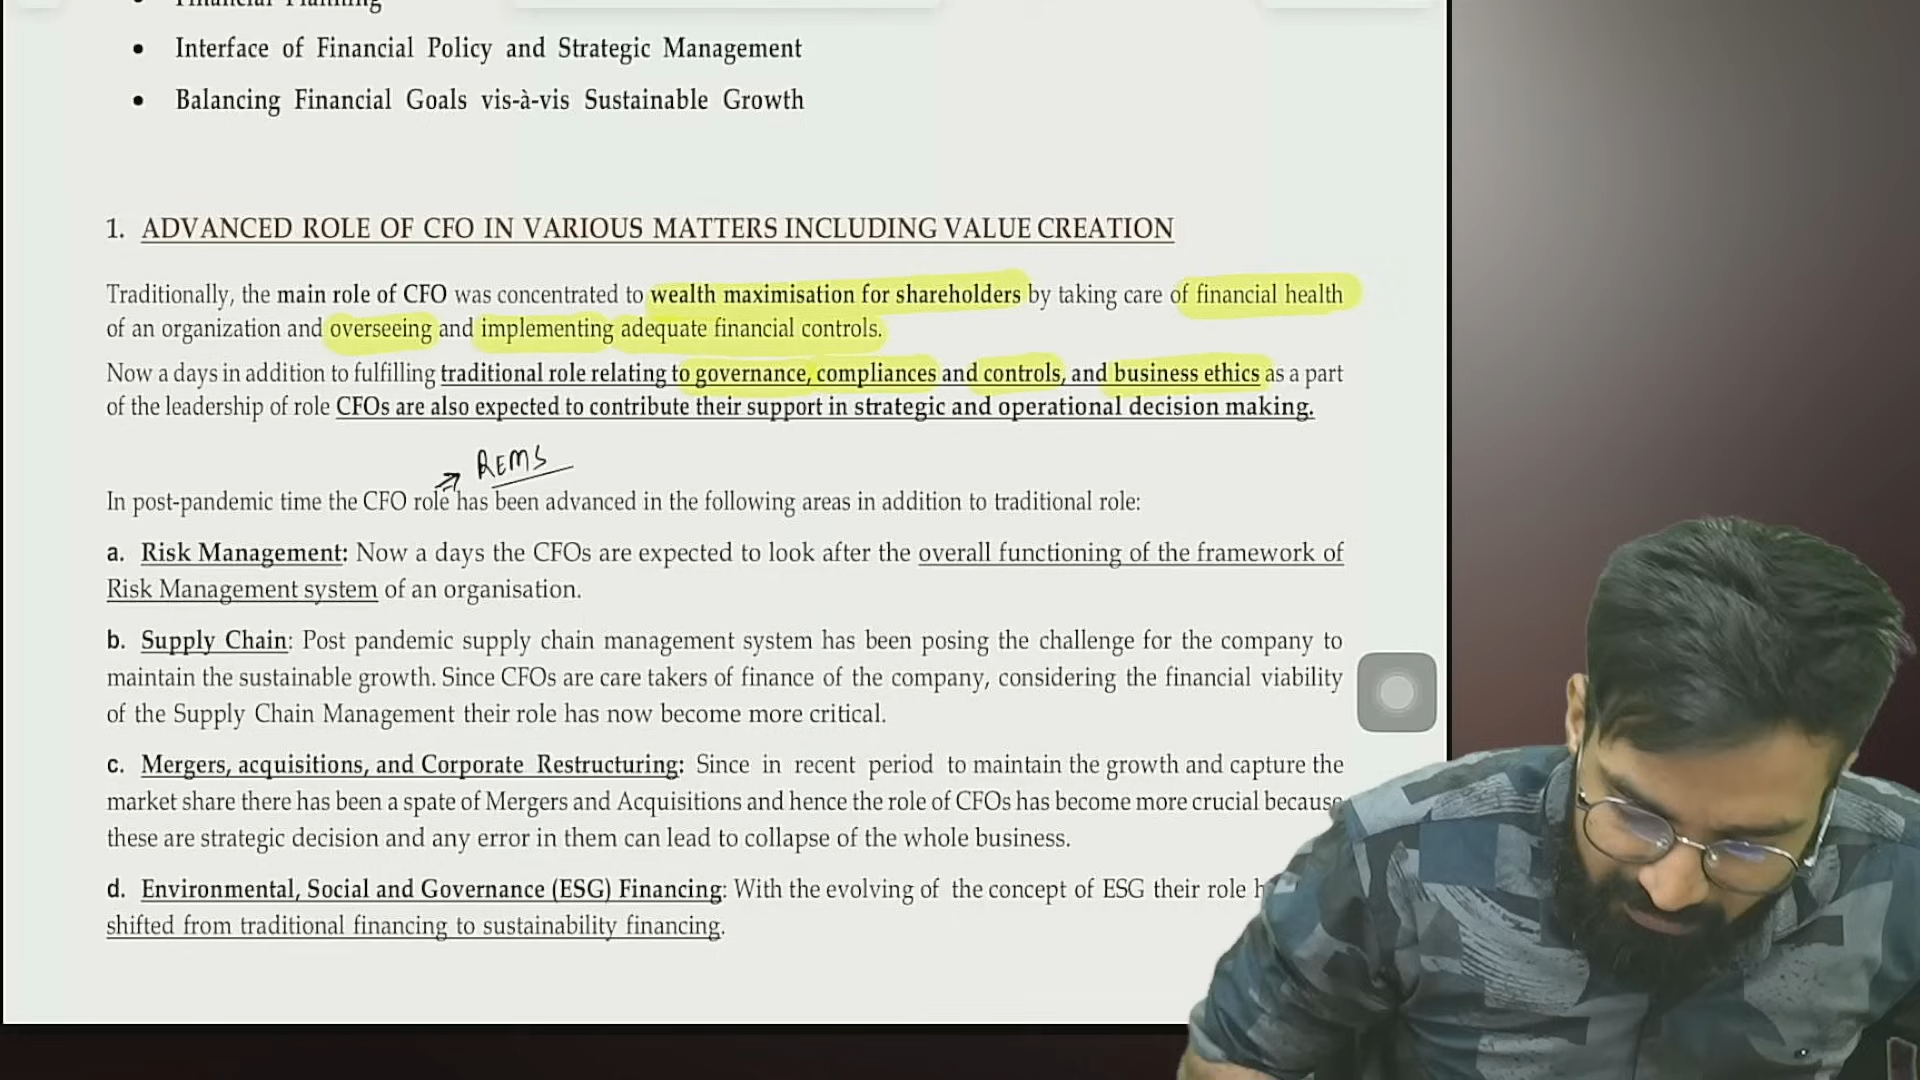 • Interface of Financial Policy and Strategic Management
• Balancing Financial Goals vis-à-vis Sustainable Growth
1. ADVANCED ROLE OF CFO IN VARIOUS MATTERS INCLUDING VALUE CREATION
Traditionally, the main role of CFO was concentrated to wealth maximisation for shareholders by taking care of financial health
of an organization and overseeing and implementing adequate financial controls.
Now a days in addition to fulfilling traditional role relating to governance, compliances and controls, and business ethics as a part
of the leadership of role CFOs are also expected to contribute their support in strategic and operational decision making.
REMS
In post-pandemic time the CFO role has been advanced in the following areas in addition to traditional role:
a. Risk Management: Now a days the CFOs are expected to look after the overall functioning of the framework of
Risk Management system of an organisation.
b. Supply Chain: Post pandemic supply chain management system has been posing the challenge for the company to
maintain the sustainable growth. Since CFOs are care takers of finance of the company, considering the financial viability
of the Supply Chain Management their role has now become more critical.
c. Mergers, acquisitions, and Corporate Restructuring: Since in recent period to maintain the growth and capture the
market share there has been a spate of Mergers and Acquisitions and hence the role of CFOs has become more crucial because
these are strategic decision and any error in them can lead to collapse of the whole business.
d. Environmental, Social and Governance (ESG) Financing: With the evolving of the concept of ESG their role
shifted from traditional financing to sustainability financing.